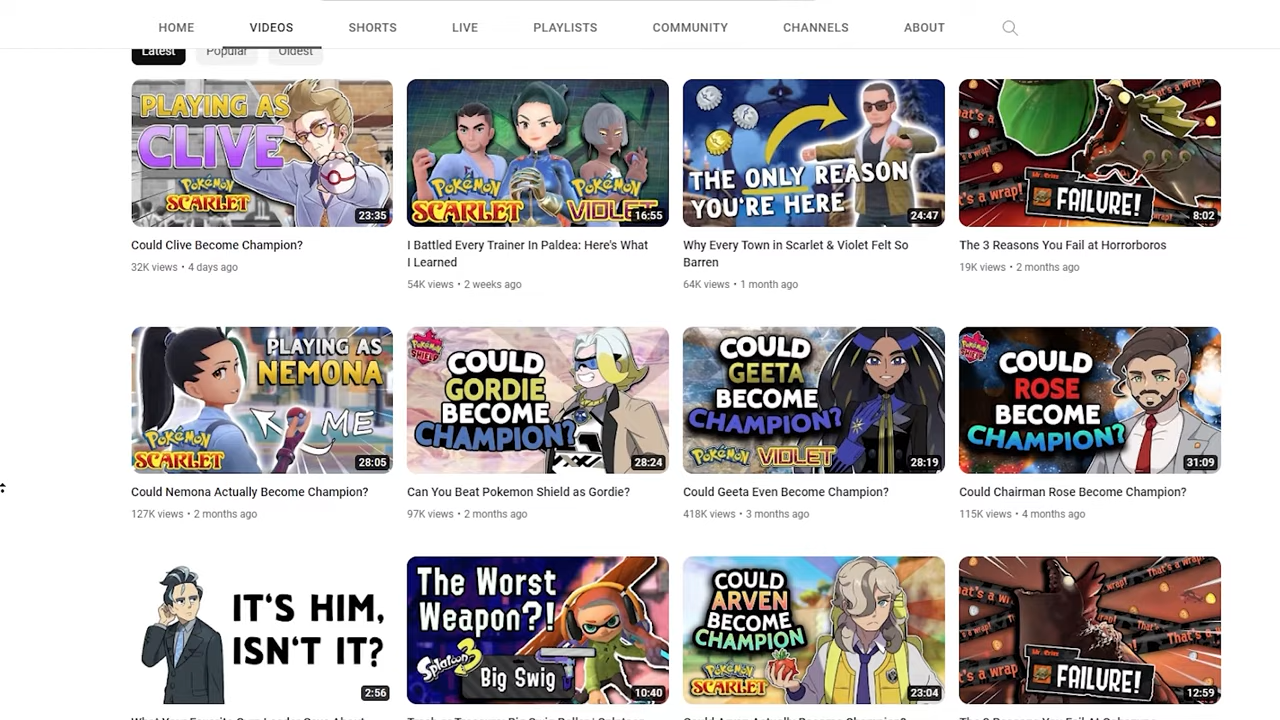 HOME VIDEOS SHORTS LIVE PLAYLISTS COMMUNITY CHANNELS ABOUT
Latest Popular Oldest
PLAYING AS
CLIVE
POKéMON
SCARLET
23:35
POKéMON POKéMON
SCARLET VIOLET
16:55
THE ONLY REASON
YOU'RE HERE
24:47
FAILURE!
8:02
Could Clive Become Champion?
32K views • 4 days ago
I Battled Every Trainer In Paldea: Here's What
I Learned
54K views • 2 weeks ago
Why Every Town in Scarlet & Violet Felt So
Barren
64K views • 1 month ago
The 3 Reasons You Fail at Horrorboros
19K views • 2 months ago
PLAYING AS
NEMONA
ME
POKéMON
SCARLET
28:05
POKéMON
SHIELD
COULD
GORDIE
BECOME
CHAMPION?
28:24
COULD
GEETA
BECOME
CHAMPION?
POKéMON VIOLET
28:19
POKéMON
SHIELD
COULD
ROSE
BECOME
CHAMPION?
31:09
Could Nemona Actually Become Champion?
127K views • 2 months ago
Can You Beat Pokemon Shield as Gordie?
97K views • 2 months ago
Could Geeta Even Become Champion?
418K views • 3 months ago
Could Chairman Rose Become Champion?
115K views • 4 months ago
IT'S HIM,
ISN'T IT?
2:56
The Worst
Weapon?!
Splatoon 3
Big Swig
10:40
COULD
ARVEN
BECOME
CHAMPION
POKéMON
SCARLET
23:04
That's a wrap!
FAILURE!
12:59